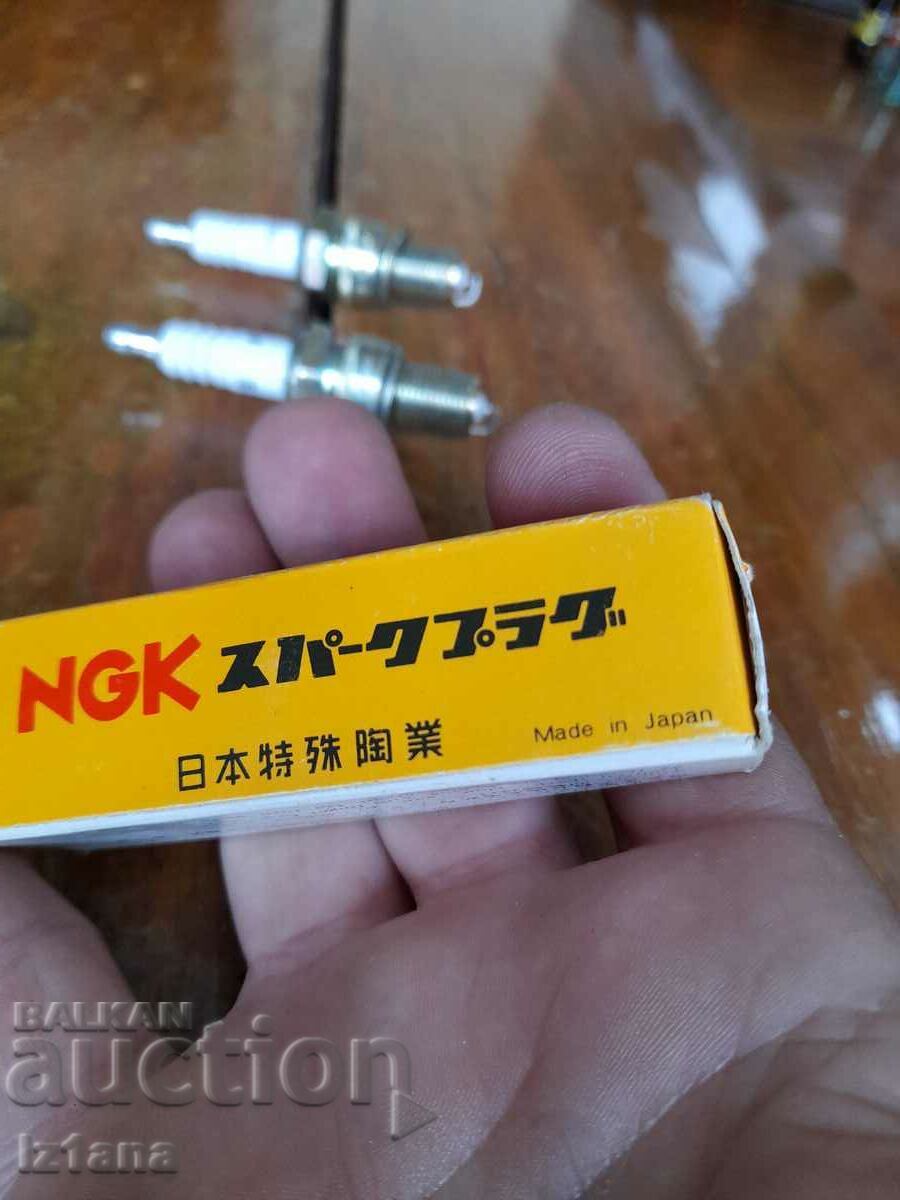 NGK スパークプラグ
日本特殊陶業 Made in Japan
BALKAN
auction
iz1ana